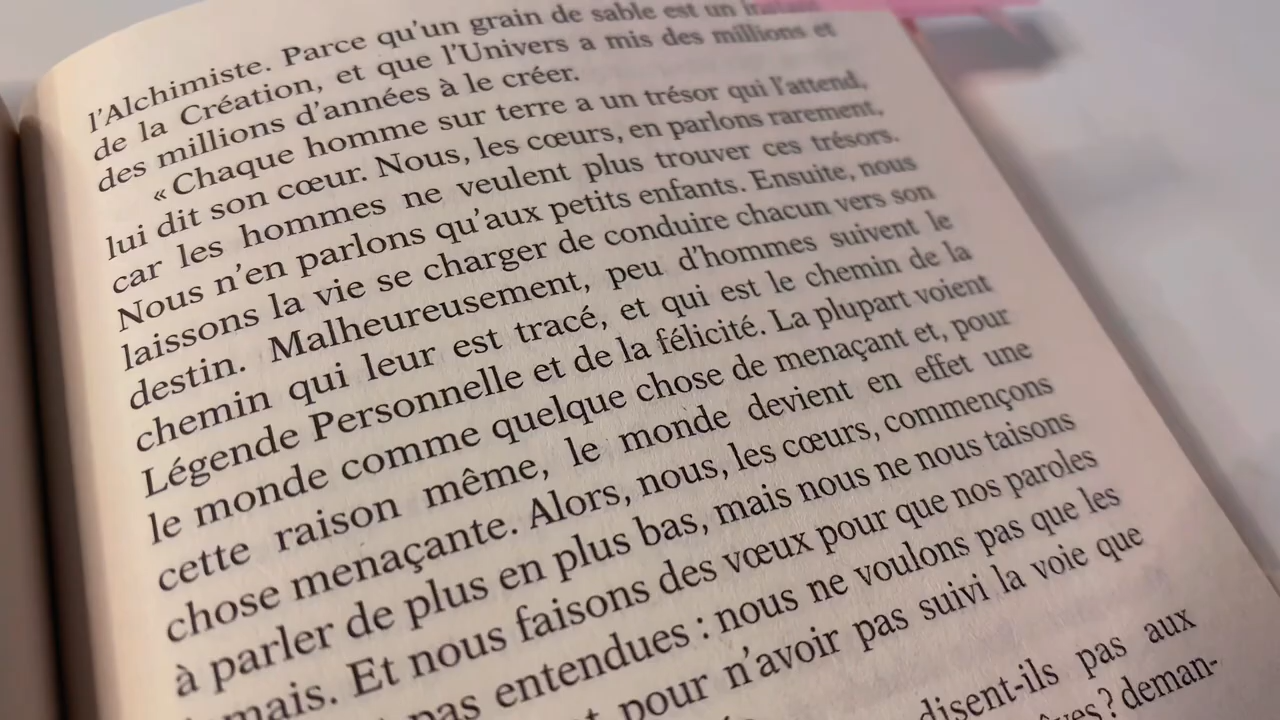 l'Alchimiste. Parce qu'un grain de sable est un instant
de la Création, et que l'Univers a mis des millions et
des millions d'années à le créer.
« Chaque homme sur terre a un trésor qui l'attend,
lui dit son cœur. Nous, les cœurs, en parlons rarement,
car les hommes ne veulent plus trouver ces trésors.
Nous n'en parlons qu'aux petits enfants. Ensuite, nous
laissons la vie se charger de conduire chacun vers son
destin. Malheureusement, peu d'hommes suivent le
chemin qui leur est tracé, et qui est le chemin de la
Légende Personnelle et de la félicité. La plupart voient
le monde comme quelque chose de menaçant et, pour
cette raison même, le monde devient en effet une
chose menaçante. Alors, nous, les cœurs, commençons
à parler de plus en plus bas, mais nous ne nous taisons
mais. Et nous faisons des vœux pour que nos paroles
pas entendues : nous ne voulons pas que les
pour n'avoir pas suivi la voie que
disent-ils pas aux
? deman-